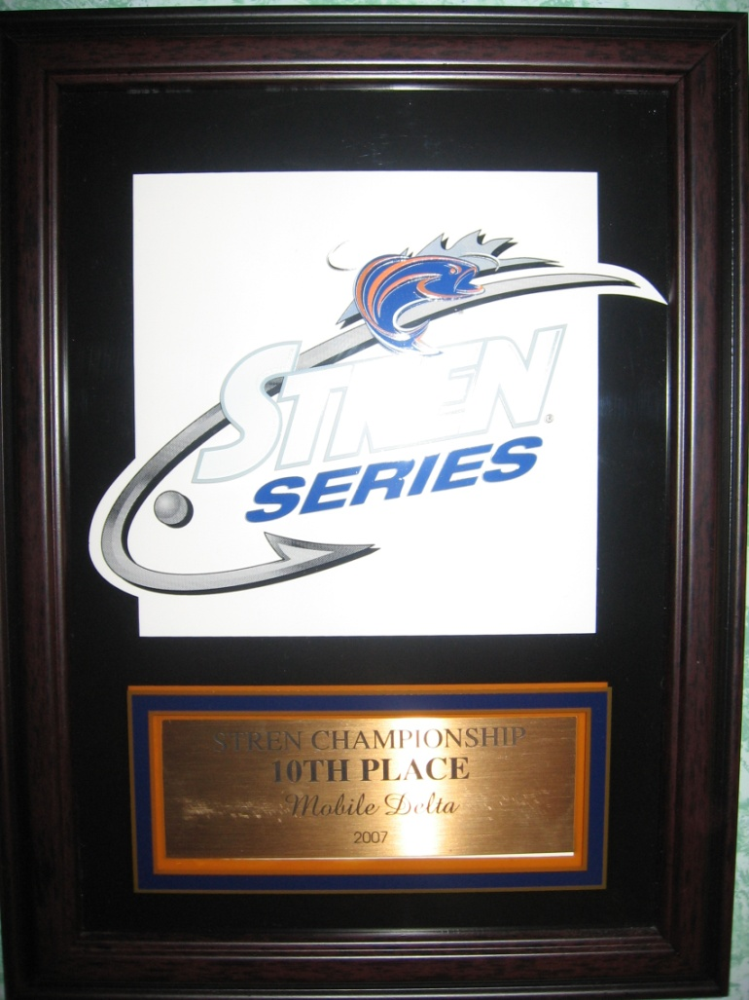 STREN®
SERIES
STREN CHAMPIONSHIP
10TH PLACE
Mobile Delta
2007